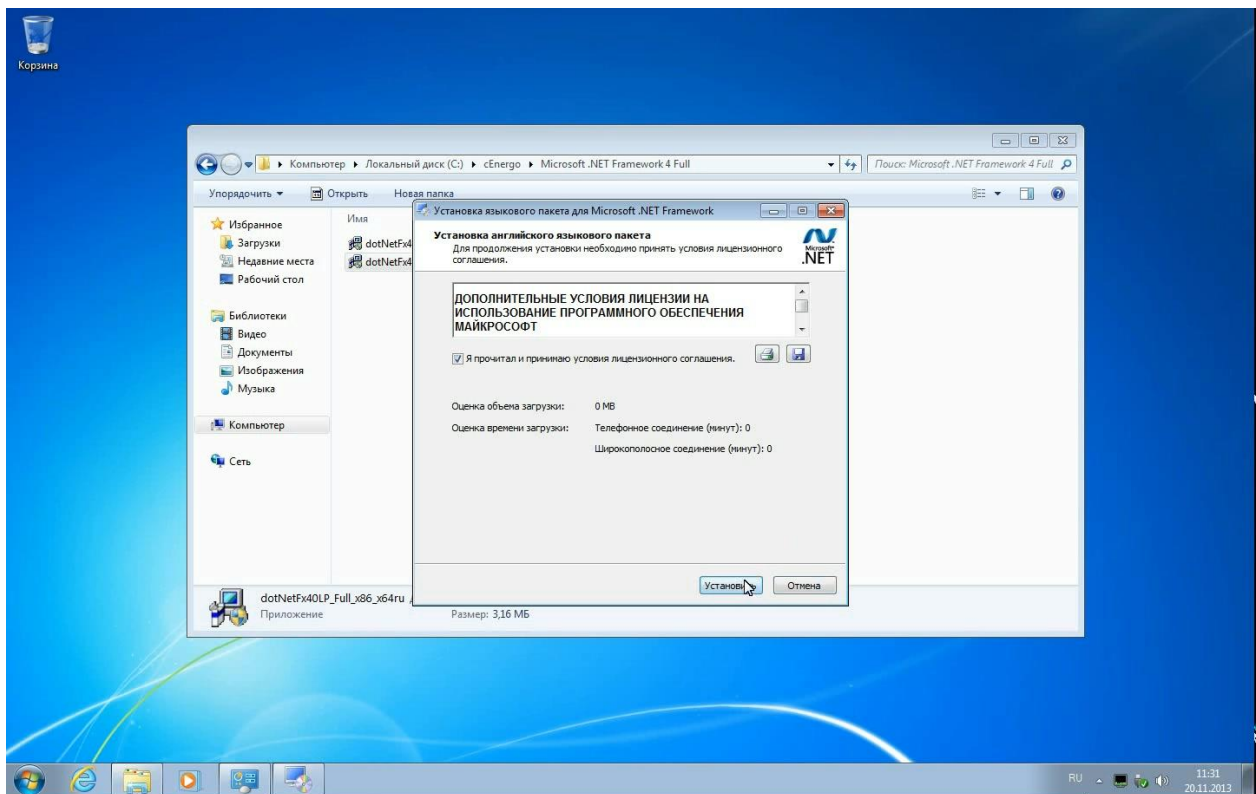 Корзина
Компьютер ▸ Локальный диск (C:) ▸ cEnergo ▸ Microsoft .NET Framework 4 Full
Поиск: Microsoft .NET Framework 4 Full
Упорядочить
Открыть
Новая папка
Избранное
Загрузки
Недавние места
Рабочий стол
Библиотеки
Видео
Документы
Изображения
Музыка
Компьютер
Сеть
Имя
dotNetFx4
dotNetFx4
Установка языкового пакета для Microsoft .NET Framework
Установка английского языкового пакета
Для продолжения установки необходимо принять условия лицензионного
соглашения.
Microsoft
.NET
ДОПОЛНИТЕЛЬНЫЕ УСЛОВИЯ ЛИЦЕНЗИИ НА
ИСПОЛЬЗОВАНИЕ ПРОГРАММНОГО ОБЕСПЕЧЕНИЯ
МАЙКРОСОФТ
Я прочитал и принимаю условия лицензионного соглашения.
Оценка объема загрузки: 0 MB
Оценка времени загрузки: Телефонное соединение (минут): 0
Широкополосное соединение (минут): 0
Отмена
dotNetFx40LP_Full_x86_x64ru
Приложение
Размер: 3,16 МБ
RU
11:31
20.11.2013